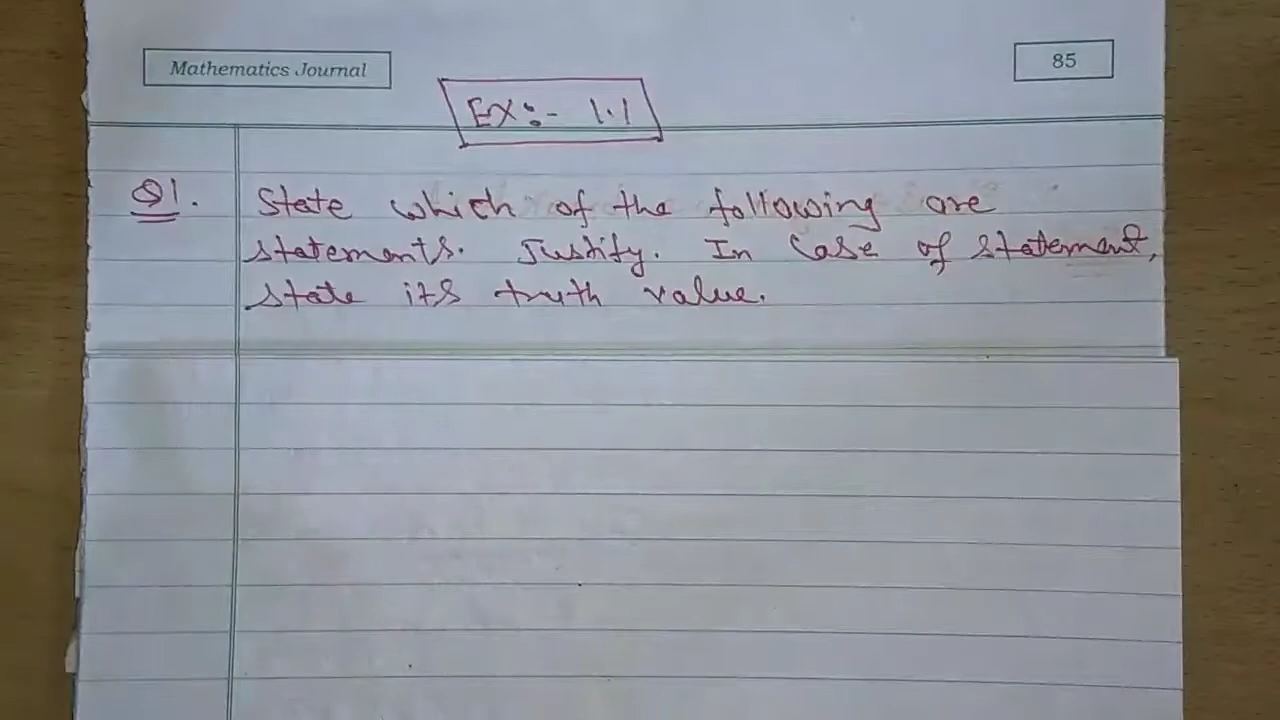 Mathematics Journal
85
Ex:- 1.1
Q1. State which of the following are
statements. Justify. In case of statement,
state its truth value.